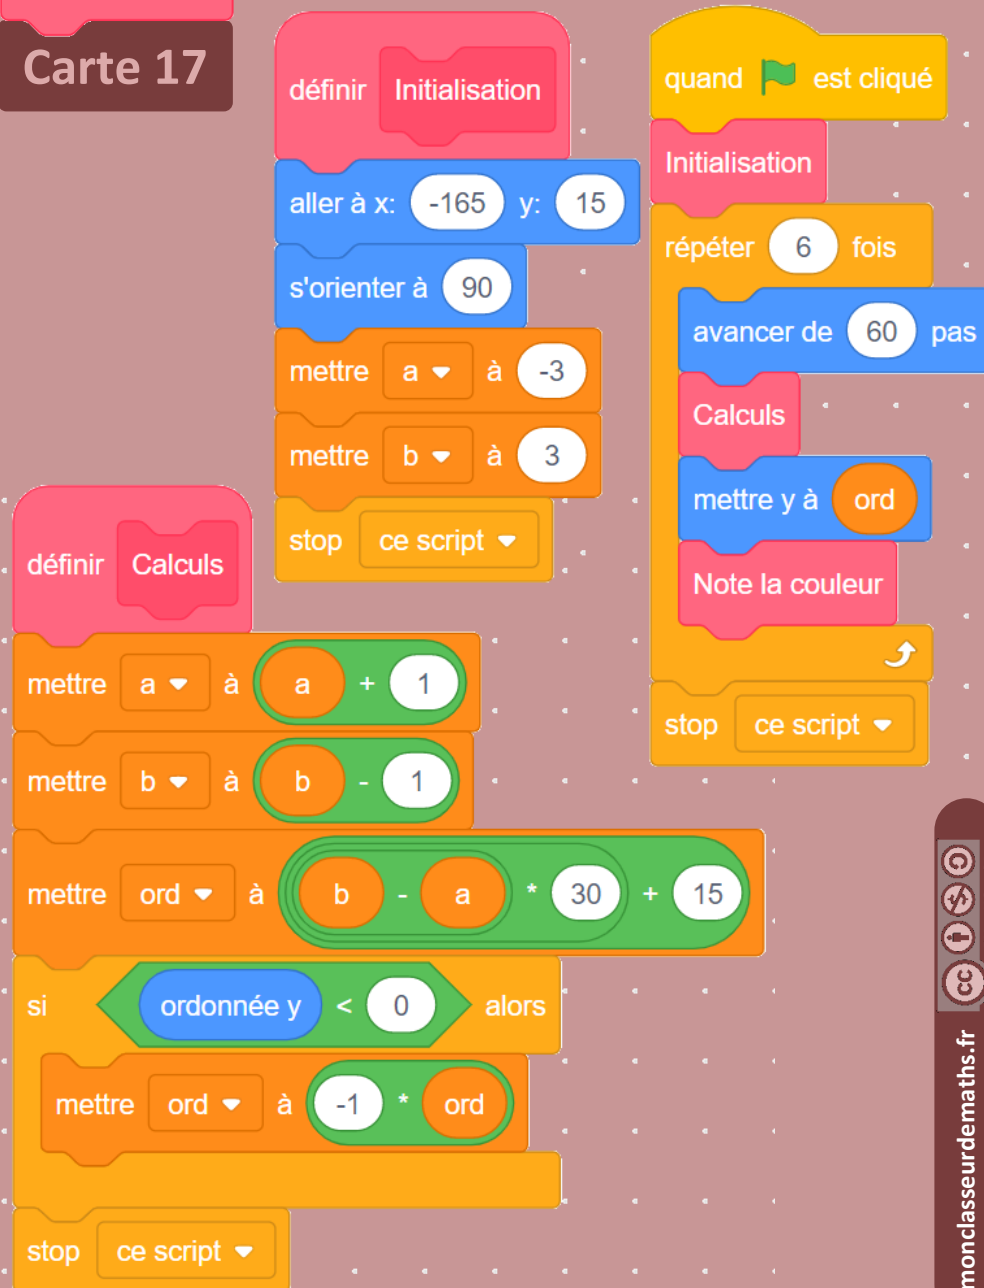 Carte 17
définir Initialisation
aller à x: -165 y: 15
s'orienter à 90
mettre a à -3
mettre b à 3
stop ce script
quand est cliqué
Initialisation
répéter 6 fois
avancer de 60 pas
Calculs
mettre y à ord
Note la couleur
stop ce script
définir Calculs
mettre a à a + 1
mettre b à b - 1
mettre ord à b - a * 30 + 15
si ordonnée y < 0 alors
mettre ord à -1 * ord
stop ce script
cc
monclasseurdemaths.fr